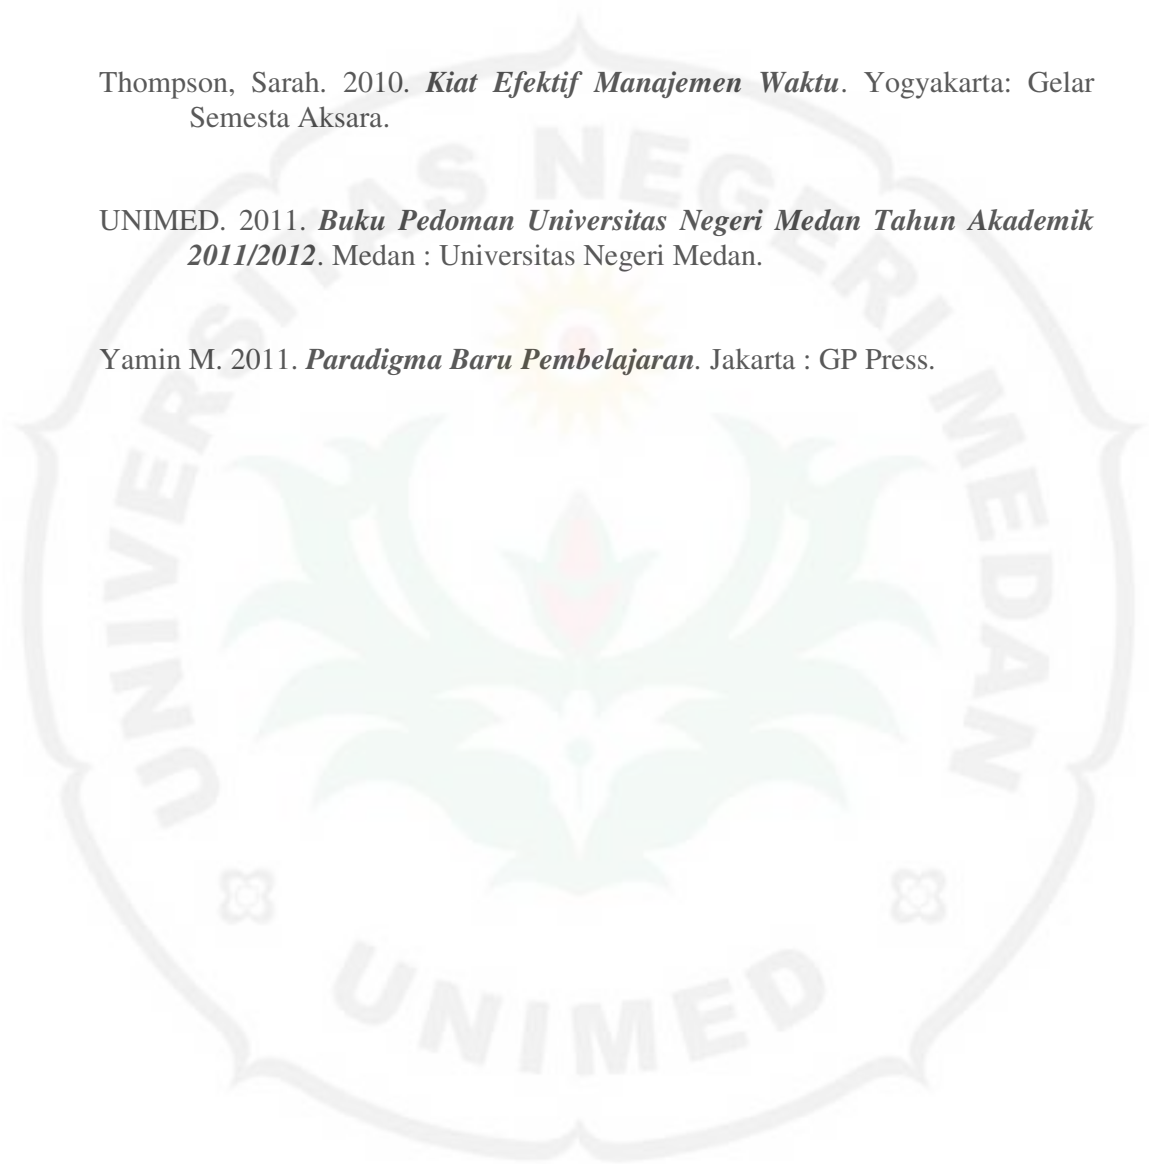 Thompson, Sarah. 2010. Kiat Efektif Manajemen Waktu. Yogyakarta: Gelar
Semesta Aksara.
UNIMED. 2011. Buku Pedoman Universitas Negeri Medan Tahun Akademik
2011/2012. Medan : Universitas Negeri Medan.
Yamin M. 2011. Paradigma Baru Pembelajaran. Jakarta : GP Press.
UNIVERSITAS NEGERI MEDAN
UNIMED